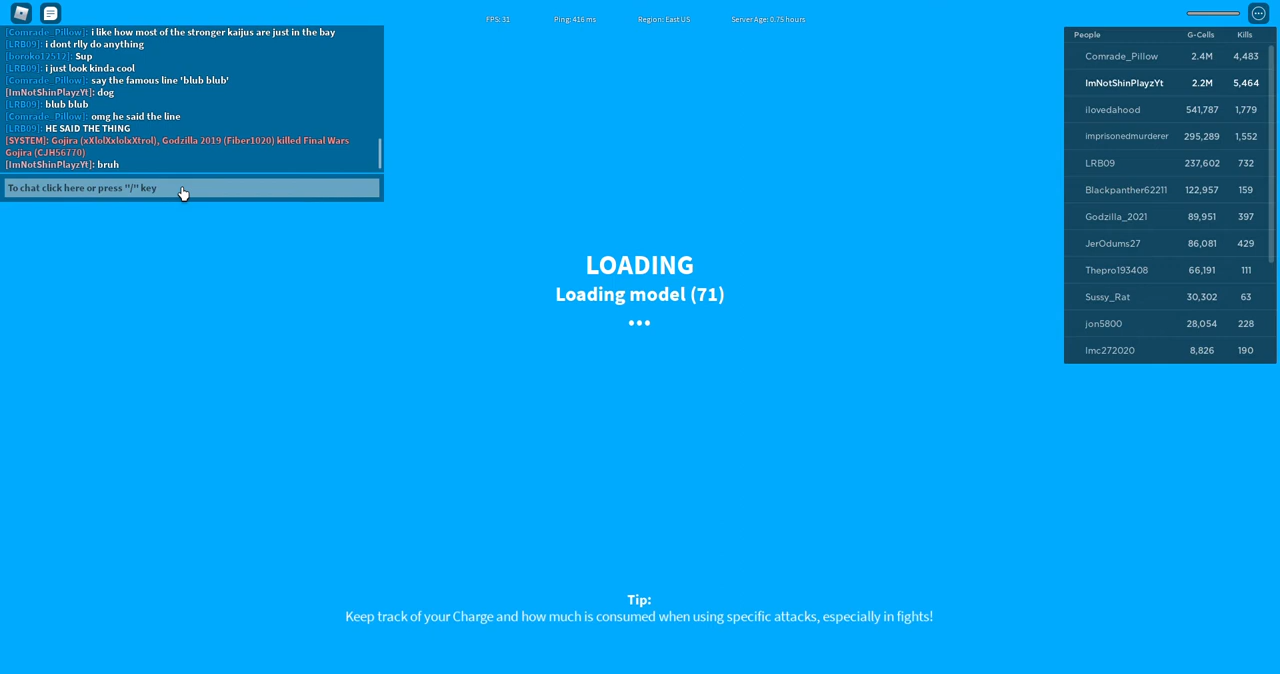 FPS: 31 Ping: 416 ms Region: East US Server Age: 0.75 hours
[Comrade_Pillow]: i like how most of the stronger kaijus are just in the bay
[LRB09]: i dont rlly do anything
[boroko12512]: Sup
[LRB09]: i just look kinda cool
[Comrade_Pillow]: say the famous line 'blub blub'
[ImNotShinPlayzYt]: dog
[LRB09]: blub blub
[Comrade_Pillow]: omg he said the line
[LRB09]: HE SAID THE THING
[SYSTEM]: Gojira (xXlolXxlolxXtrol), Godzilla 2019 (Fiber1020) killed Final Wars
Gojira (CJH56770)
[ImNotShinPlayzYt]: bruh
To chat click here or press "/" key
People G-Cells Kills
Comrade_Pillow 2.4M 4,483
ImNotShinPlayzYt 2.2M 5,464
ilovedahood 541,787 1,779
imprisonedmurderer 295,289 1,552
LRB09 237,602 732
Blackpanther62211 122,957 159
Godzilla_2021 89,951 397
JerOdums27 86,081 429
Thepro193408 66,191 111
Sussy_Rat 30,302 63
jon5800 28,054 228
lmc272020 8,826 190
LOADING
Loading model (71)
Tip:
Keep track of your Charge and how much is consumed when using specific attacks, especially in fights!